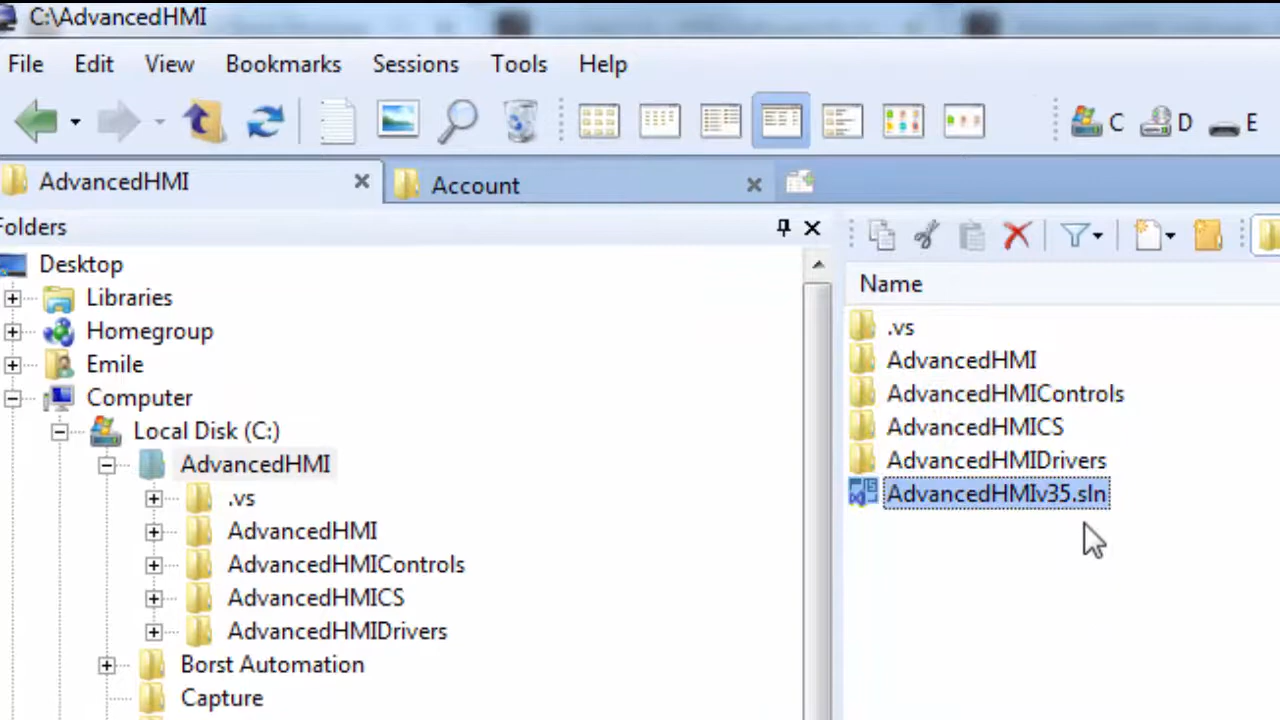 C:\AdvancedHMI
File Edit View Bookmarks Sessions Tools Help
C D E
AdvancedHMI Account
Folders
Desktop
Libraries
Homegroup
Emile
Computer
Local Disk (C:)
AdvancedHMI
.vs
AdvancedHMI
AdvancedHMIControls
AdvancedHMICS
AdvancedHMIDrivers
Borst Automation
Capture
Name
.vs
AdvancedHMI
AdvancedHMIControls
AdvancedHMICS
AdvancedHMIDrivers
AdvancedHMIv35.sln